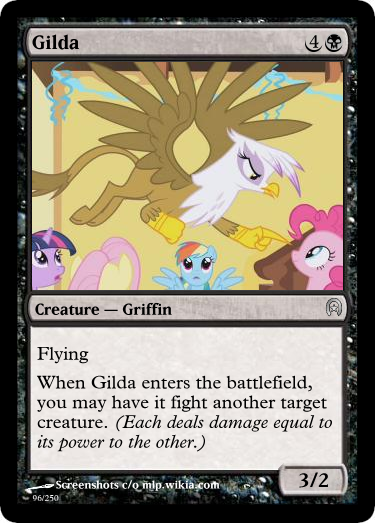 Gilda 4
Creature — Griffin
Flying
When Gilda enters the battlefield,
you may have it fight another target
creature. (Each deals damage equal to
its power to the other.)
3/2
Screenshots c/o mlp.wikia.com
96/250